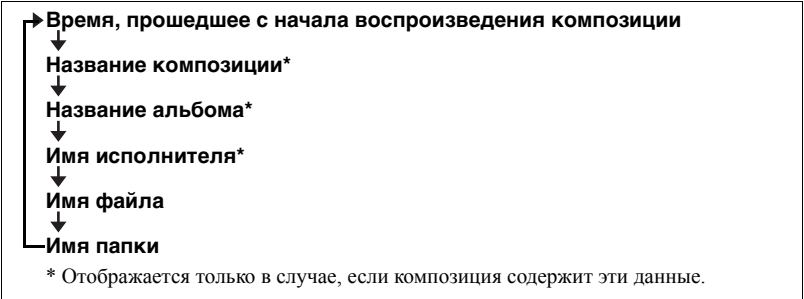 Время, прошедшее с начала воспроизведения композиции
Название композиции*
Название альбома*
Имя исполнителя*
Имя файла
Имя папки
* Отображается только в случае, если композиция содержит эти данные.